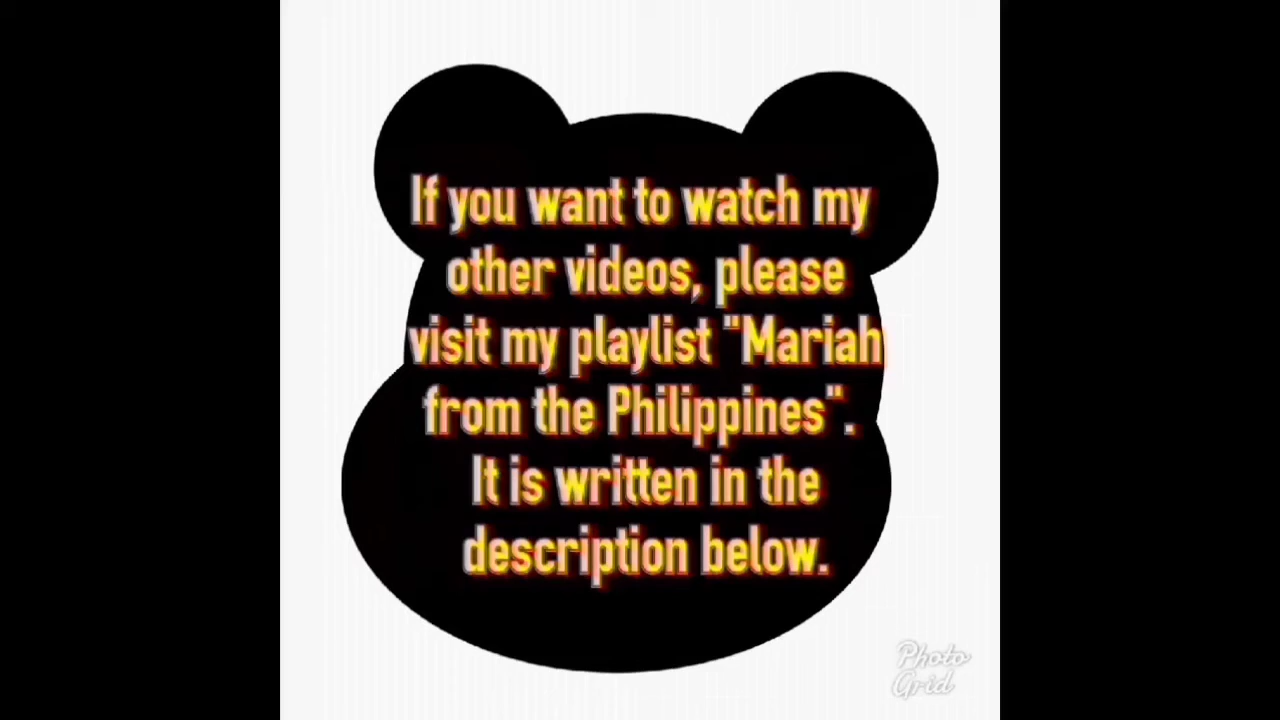 If you want to watch my
other videos, please
visit my playlist "Mariah
from the Philippines".
It is written in the
description below.
Photo
Grid